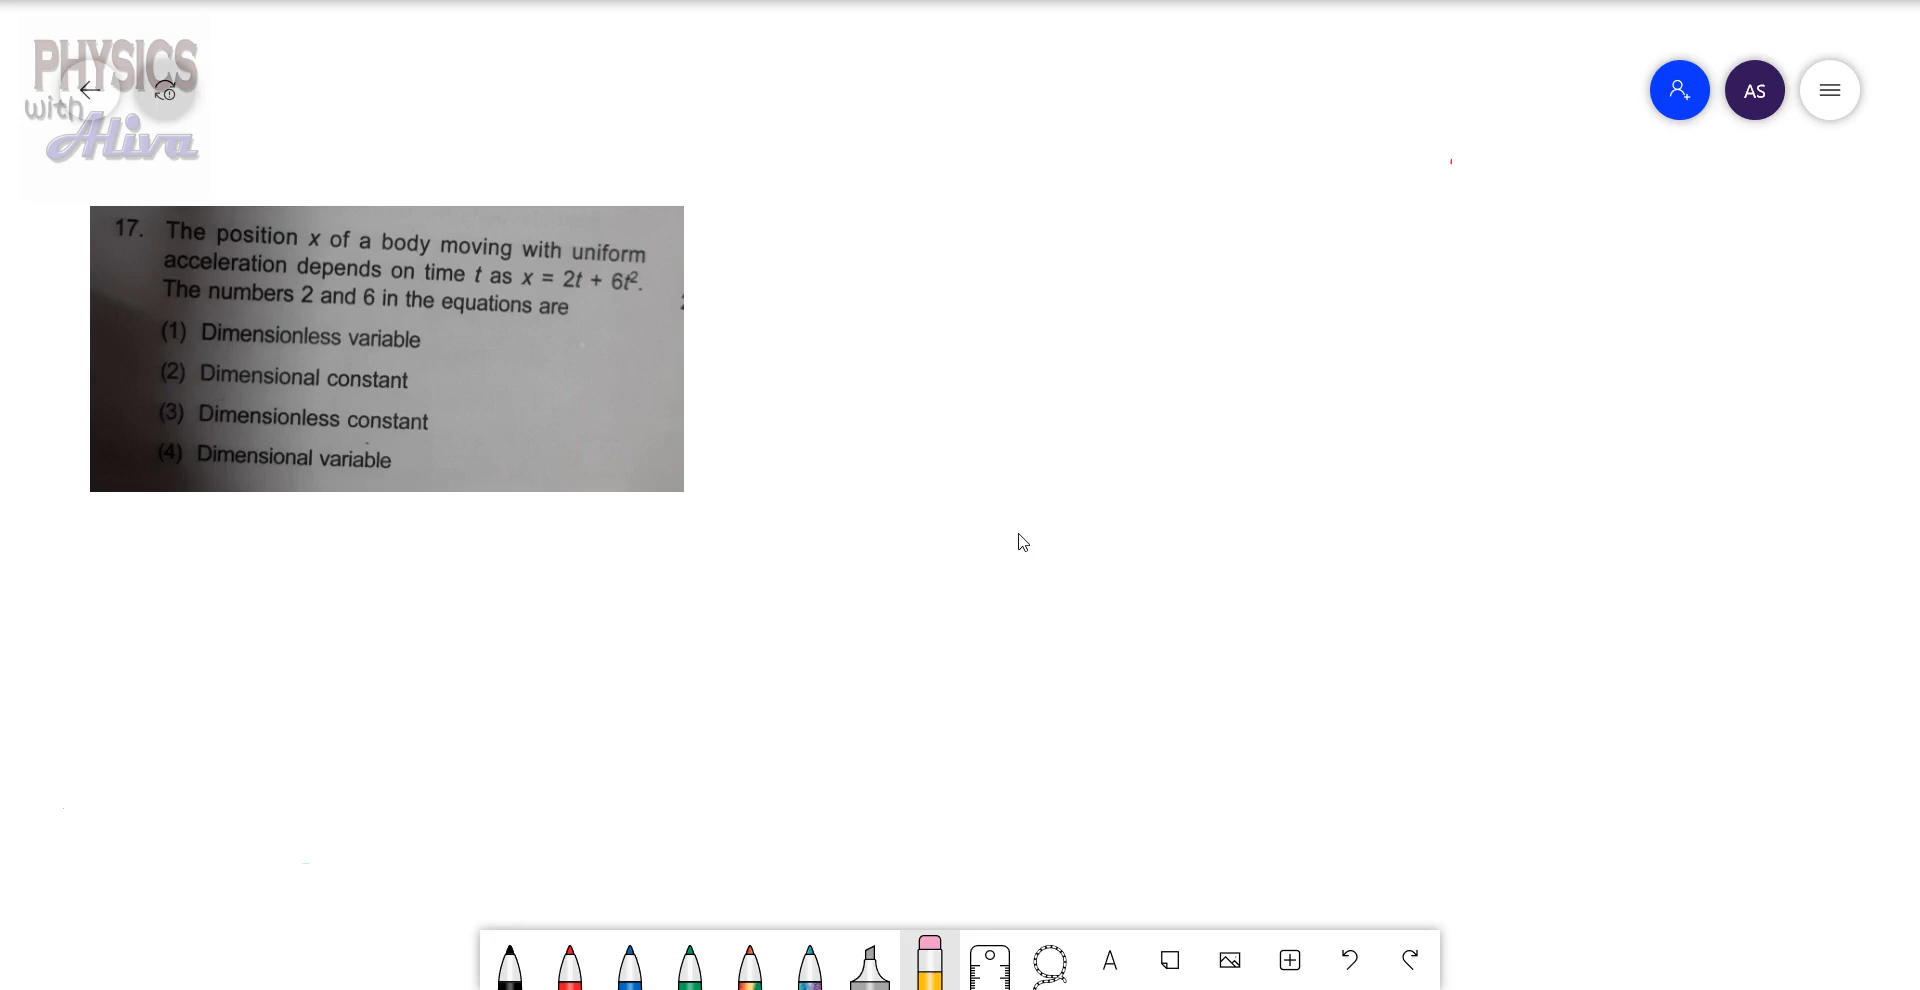 PHYSICS
with
Aliva
AS
17. The position x of a body moving with uniform
acceleration depends on time t as x = 2t + 6t².
The numbers 2 and 6 in the equations are
(1) Dimensionless variable
(2) Dimensional constant
(3) Dimensionless constant
(4) Dimensional variable
A